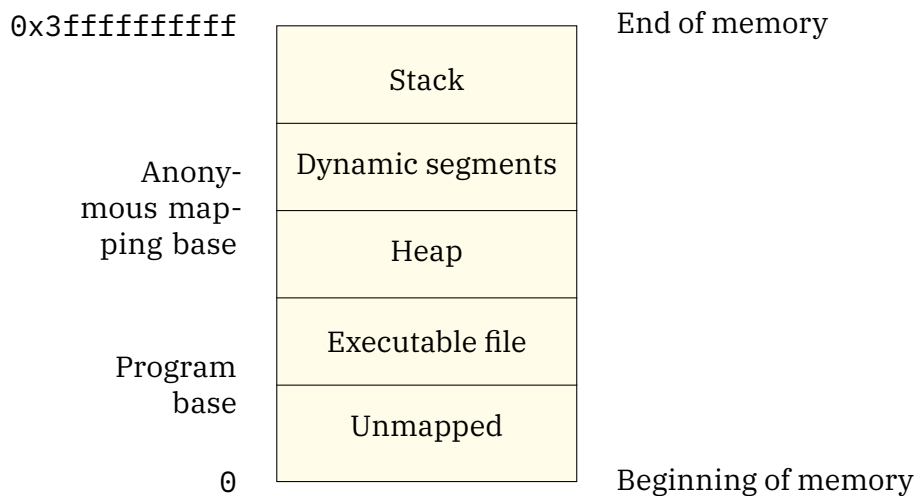 0x3ffffffffff
End of memory
Stack
Dynamic segments
Anony-
mous map-
ping base
Heap
Executable file
Program
base
Unmapped
0
Beginning of memory